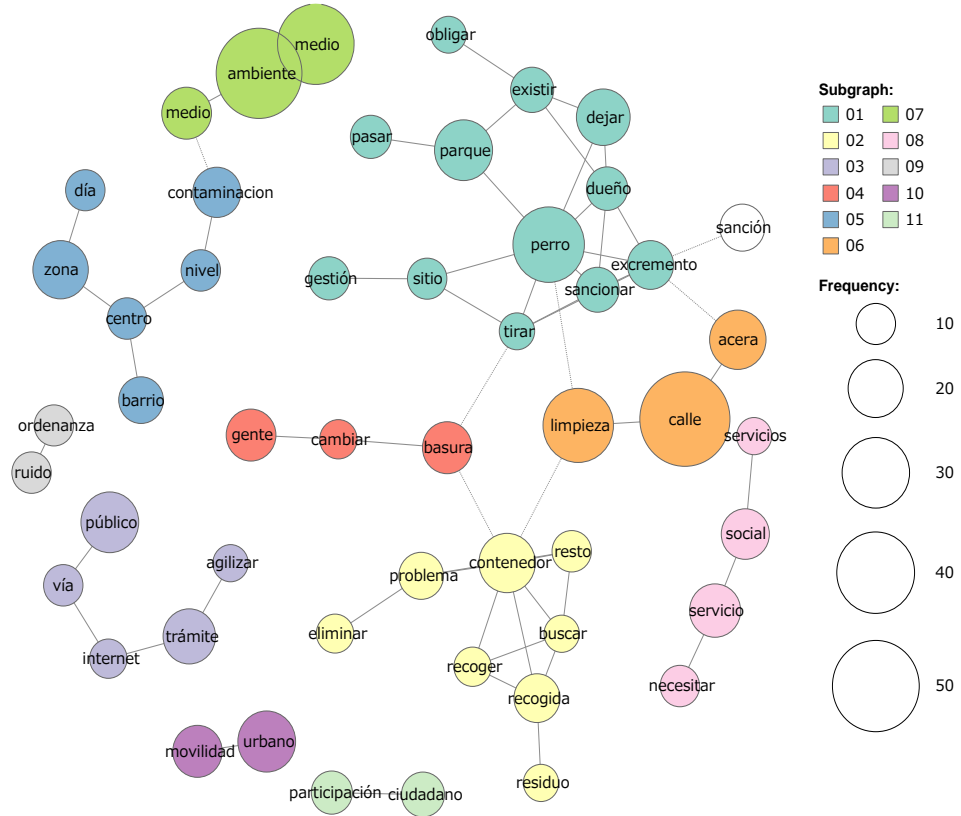 medio
obligar
ambiente
existir
medio
dejar
pasar
parque
Subgraph:
01
07
02
08
03
09
04
10
05
11
06
día
contaminacion
dueño
sanción
perro
zona
nivel
gestión
sitio
excremento
sancionar
Frequency:
centro
tirar
acera
10
20
barrio
ordenanza
gente
cambiar
basura
limpieza
calle
servicios
ruido
30
público
contenedor
resto
social
agilizar
problema
40
vía
servicio
trámite
eliminar
buscar
internet
recoger
recogida
necesitar
50
movilidad
urbano
residuo
participación
ciudadano